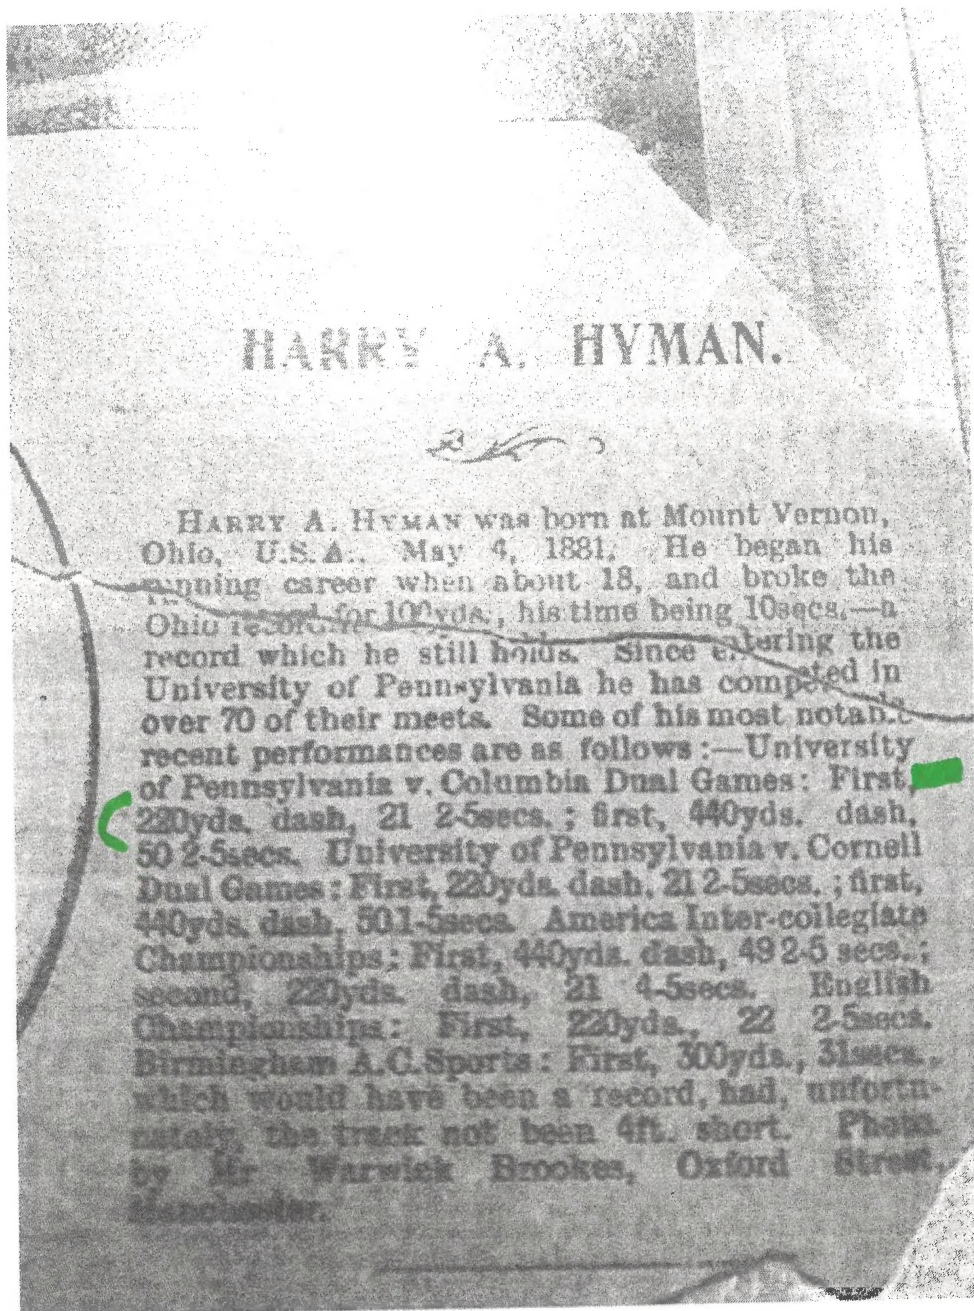 HARRY A. HYMAN.
HARRY A. HYMAN was born at Mount Vernon,
Ohio, U.S.A., May 4, 1881. He began his
running career when about 18, and broke the
Ohio record for 100yds., his time being 10secs.—a
record which he still holds. Since entering the
University of Pennsylvania he has competed in
over 70 of their meets. Some of his most notable
recent performances are as follows :—University
of Pennsylvania v. Columbia Dual Games: First,
220yds. dash, 21 2-5secs. ; first, 440yds. dash,
50 2-5secs. University of Pennsylvania v. Cornell
Dual Games : First, 220yds. dash, 21 2-5secs. ; first,
440yds. dash, 50 1-5secs. America Inter-collegiate
Championships : First, 440yds. dash, 49 2-5 secs. ;
second, 220yds. dash, 21 4-5secs. English
Championships : First, 220yds., 22 2-5secs.
Birmingham A.C. Sports : First, 300yds., 31secs.,
which would have been a record, had, unfortu-
nately, the track not been 4ft. short. Photo.
by Mr Warwick Brookes, Oxford Street,
Manchester.